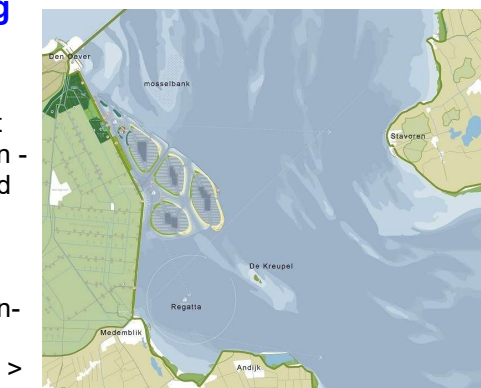 g
t
n -
d
n-
>
Den Oever
mosselbank
Stavoren
De Kreupel
Regatta
Medemblik
Andijk